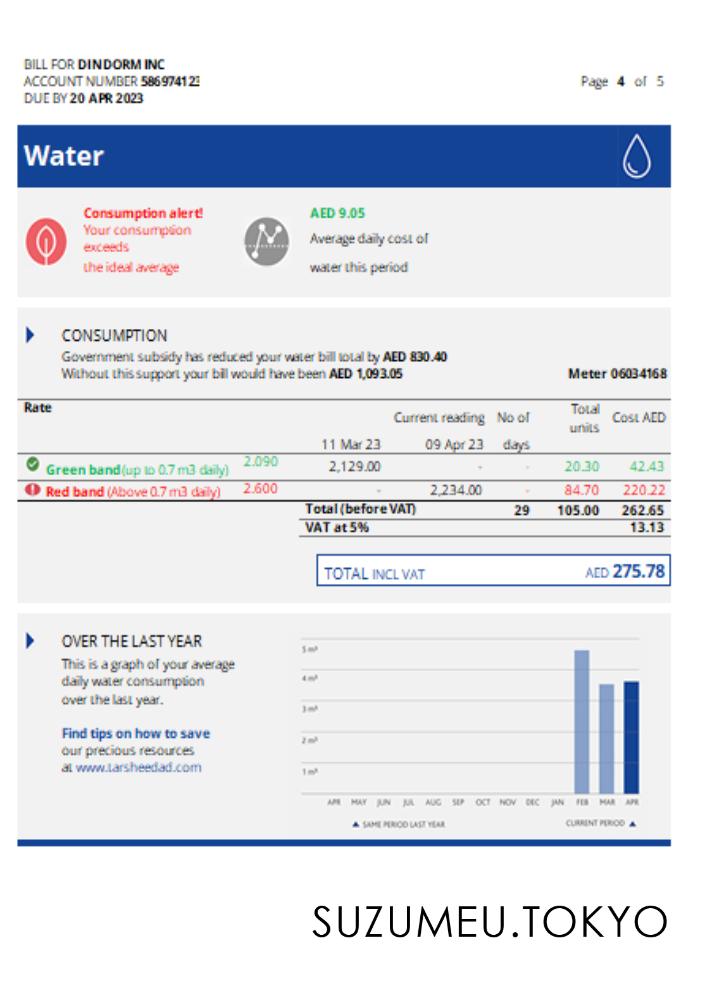 BILL FOR DINDORM INC
ACCOUNT NUMBER 586974123
DUE BY 20 APR 2023
Page 4 of 5
Water
Consumption alert!
Your consumption
exceeds
the ideal average
AED 9.05
Average daily cost of
water this period
CONSUMPTION
Government subsidy has reduced your water bill total by AED 830.40
Without this support your bill would have been AED 1,093.05
Meter 06034168
Rate
Current reading No of Total units Cost AED
11 Mar 23 09 Apr 23 days
Green band (up to 0.7 m3 daily) 2.090 2,129.00 - - 20.30 42.43
Red band (Above 0.7 m3 daily) 2.600 - 2,234.00 - 84.70 220.22
Total (before VAT) 29 105.00 262.65
VAT at 5% 13.13
TOTAL INCL VAT AED 275.78
OVER THE LAST YEAR
This is a graph of your average
daily water consumption
over the last year.
Find tips on how to save
our precious resources
at www.tarsheedad.com
5 m³
4 m³
3 m³
2 m³
1 m³
APR MAY JUN JUL AUG SEP OCT NOV DEC JAN FEB MAR APR
SAME PERIOD LAST YEAR CURRENT PERIOD
SUZUMEU.TOKYO